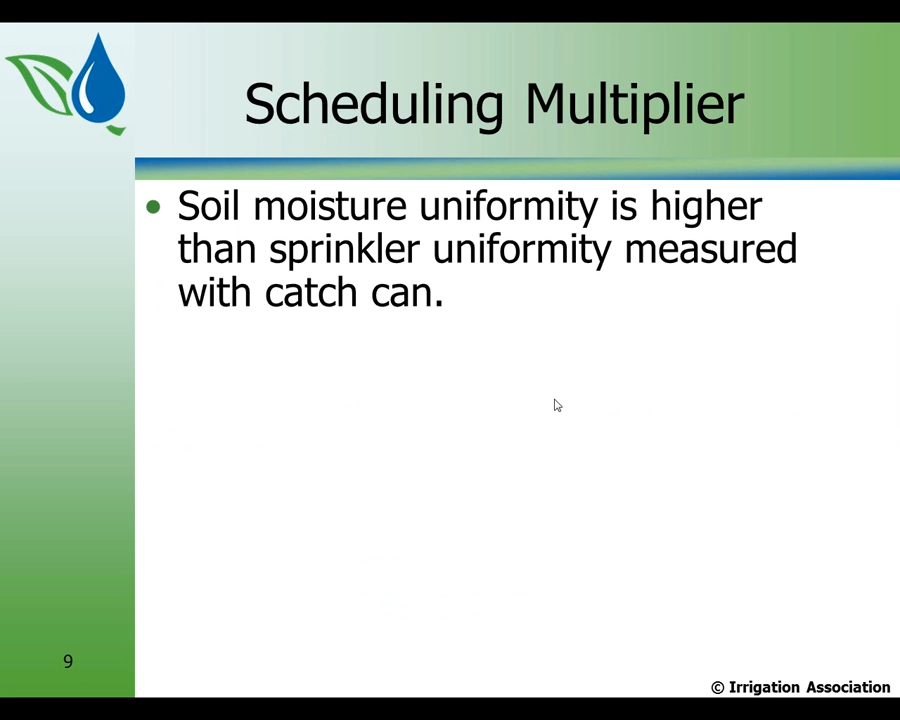 Scheduling Multiplier
• Soil moisture uniformity is higher
than sprinkler uniformity measured
with catch can.
9
© Irrigation Association